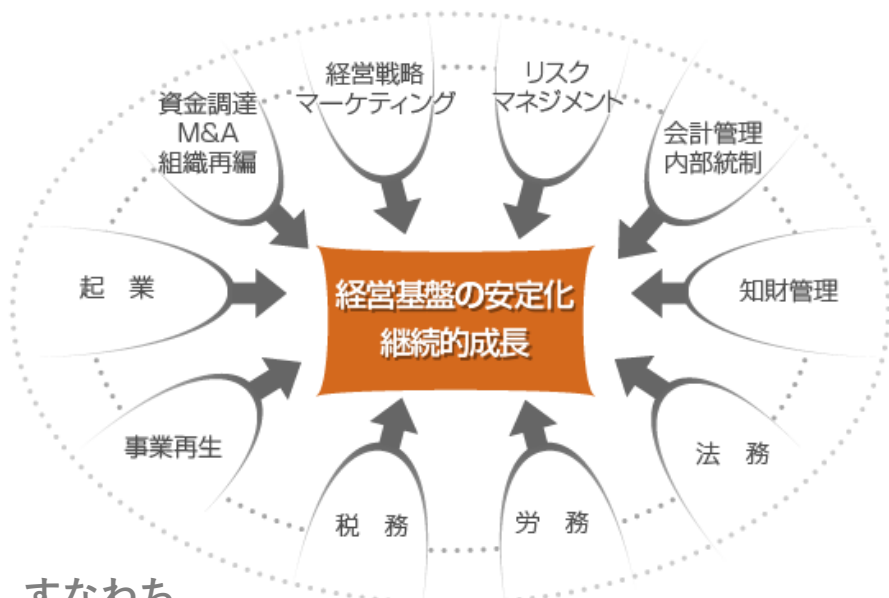 経営戦略
マーケティング
リスク
マネジメント
資金調達
M&A
組織再編
会計管理
内部統制
起 業
経営基盤の安定化
継続的成長
知財管理
事業再生
法 務
税 務
労 務
すなわち